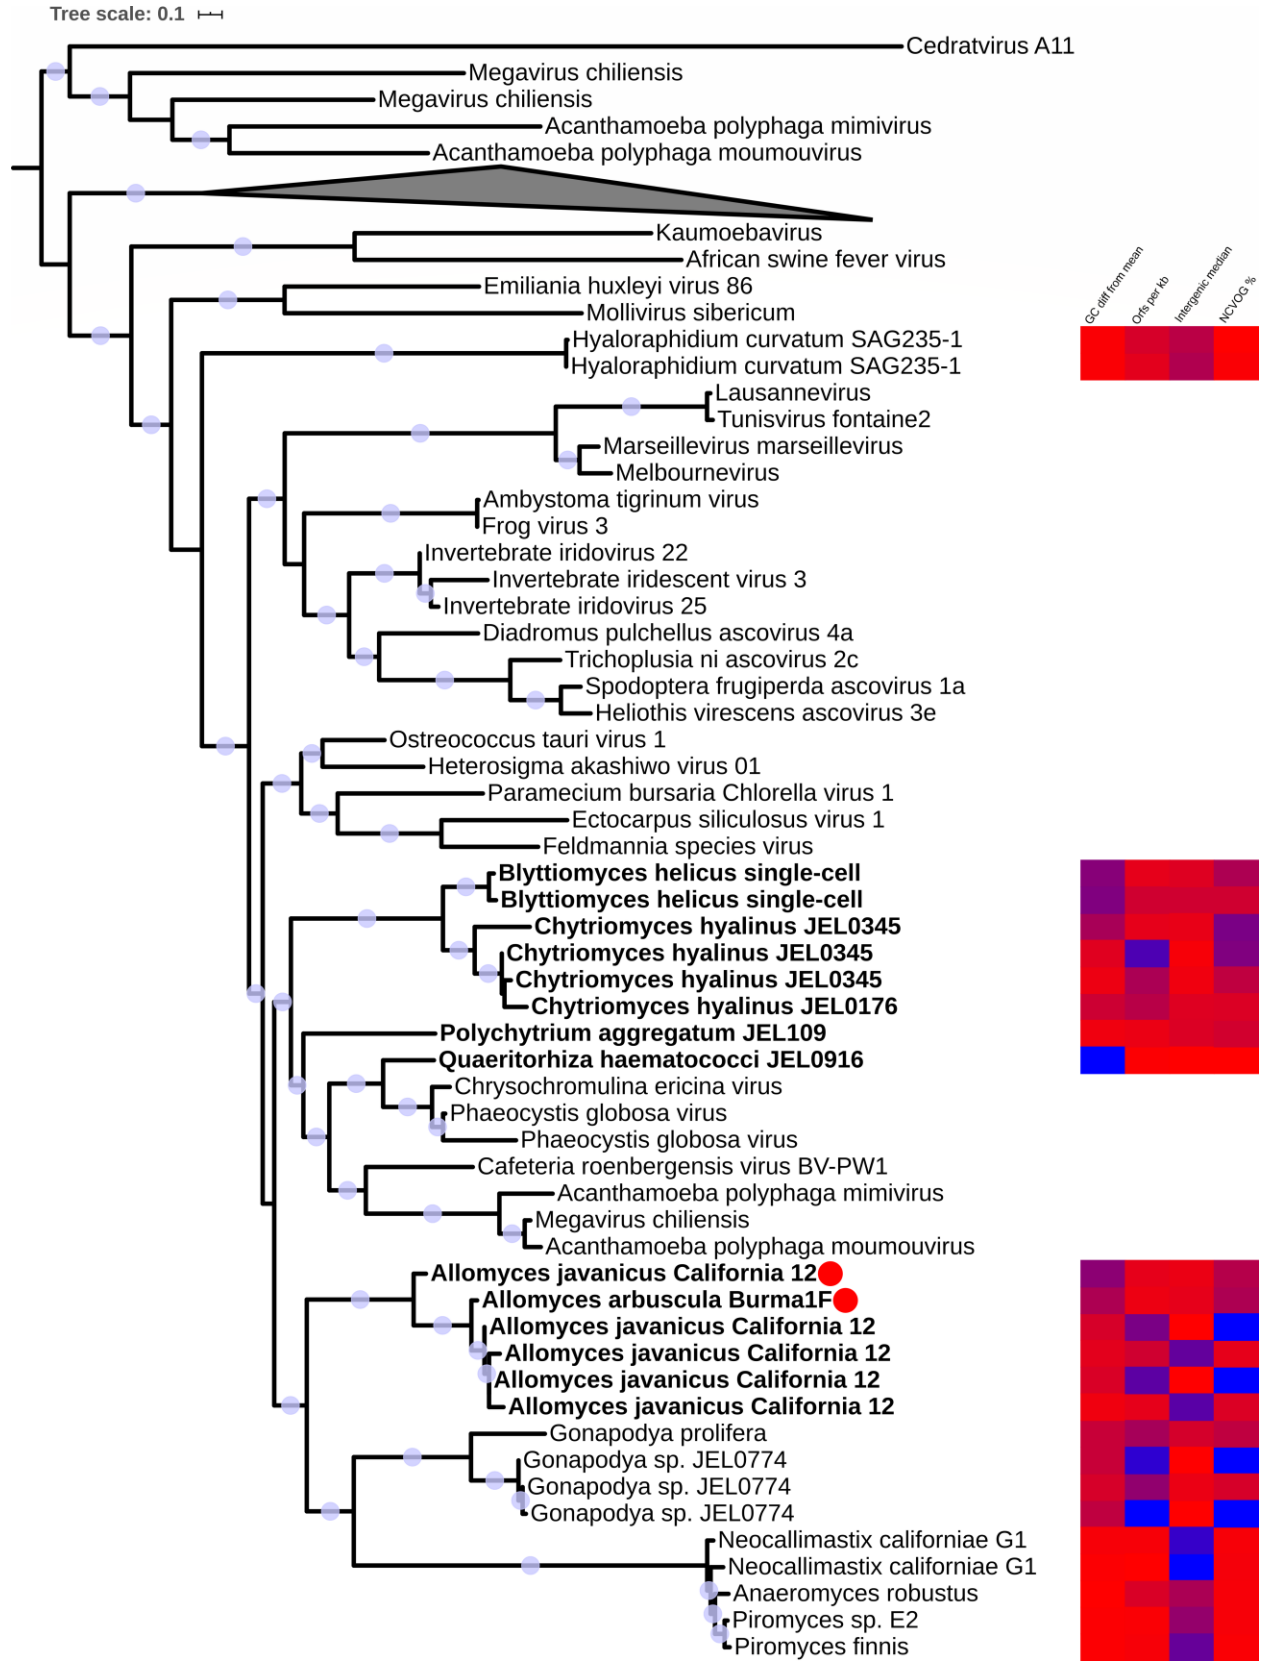 Tree scale: 0.1
Cedratvirus A11
Megavirus chiliensis
Megavirus chiliensis
Acanthamoeba polyphaga mimivirus
Acanthamoeba polyphaga moumouvirus
Kaumoebavirus
African swine fever virus
GC diff from mean
Orfs per kb
Intergenic median
NCVOG %
Emiliania huxleyi virus 86
Mollivirus sibericum
Hyaloraphidium curvatum SAG235-1
Hyaloraphidium curvatum SAG235-1
Lausannevirus
Tunisvirus fontaine2
Marseillevirus marseillevirus
Melbournevirus
Ambystoma tigrinum virus
Frog virus 3
Invertebrate iridovirus 22
Invertebrate iridescent virus 3
Invertebrate iridovirus 25
Diadromus pulchellus ascovirus 4a
Trichoplusia ni ascovirus 2c
Spodoptera frugiperda ascovirus 1a
Heliothis virescens ascovirus 3e
Ostreococcus tauri virus 1
Heterosigma akashiwo virus 01
Paramecium bursaria Chlorella virus 1
Ectocarpus siliculosus virus 1
Feldmannia species virus
Blyttiomyces helicus single-cell
Blyttiomyces helicus single-cell
Chytriomyces hyalinus JEL0345
Chytriomyces hyalinus JEL0345
Chytriomyces hyalinus JEL0345
Chytriomyces hyalinus JEL0176
Polychytrium aggregatum JEL109
Quaeritorhiza haematococci JEL0916
Chrysochromulina ericina virus
Phaeocystis globosa virus
Phaeocystis globosa virus
Cafeteria roenbergensis virus BV-PW1
Acanthamoeba polyphaga mimivirus
Megavirus chiliensis
Acanthamoeba polyphaga moumouvirus
Allomyces javanicus California 12
Allomyces arbuscula Burma1F
Allomyces javanicus California 12
Allomyces javanicus California 12
Allomyces javanicus California 12
Allomyces javanicus California 12
Gonapodya prolifera
Gonapodya sp. JEL0774
Gonapodya sp. JEL0774
Gonapodya sp. JEL0774
Neocallimastix californiae G1
Neocallimastix californiae G1
Anaeromyces robustus
Piromyces sp. E2
Piromyces finnis